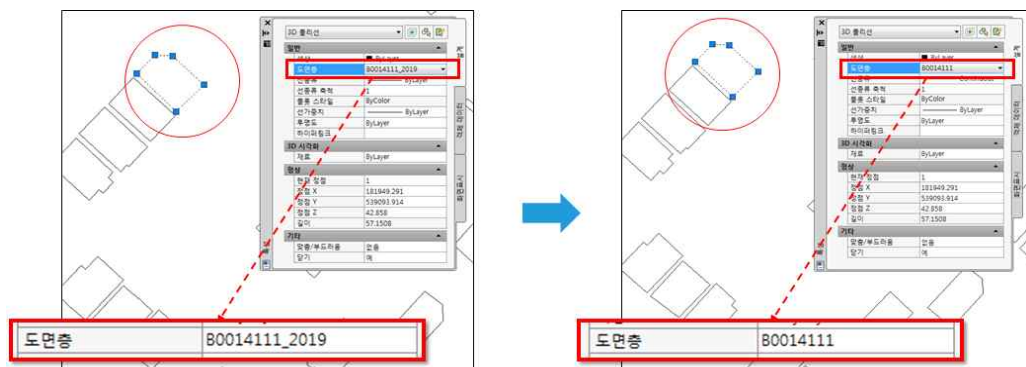 3D 폴리선
일반
도면층 B0014111_2019
선종류 축척 1
플롯 스타일 ByColor
선가중치 ByLayer
투명도 ByLayer
하이퍼링크
3D 시각화
재료 ByLayer
형상
현재 정점 1
정점 X 181949.291
정점 Y 539093.914
정점 Z 42.858
길이 57.1508
기타
맞춤/부드러움 없음
닫기 예
도면층 B0014111_2019
3D 폴리선
일반
도면층 B0014111
선종류 축척 1
플롯 스타일 ByColor
선가중치 ByLayer
투명도 ByLayer
하이퍼링크
3D 시각화
재료 ByLayer
형상
현재 정점 1
정점 X 181949.291
정점 Y 539093.914
정점 Z 42.858
길이 57.1508
기타
맞춤/부드러움 없음
닫기 예
도면층 B0014111